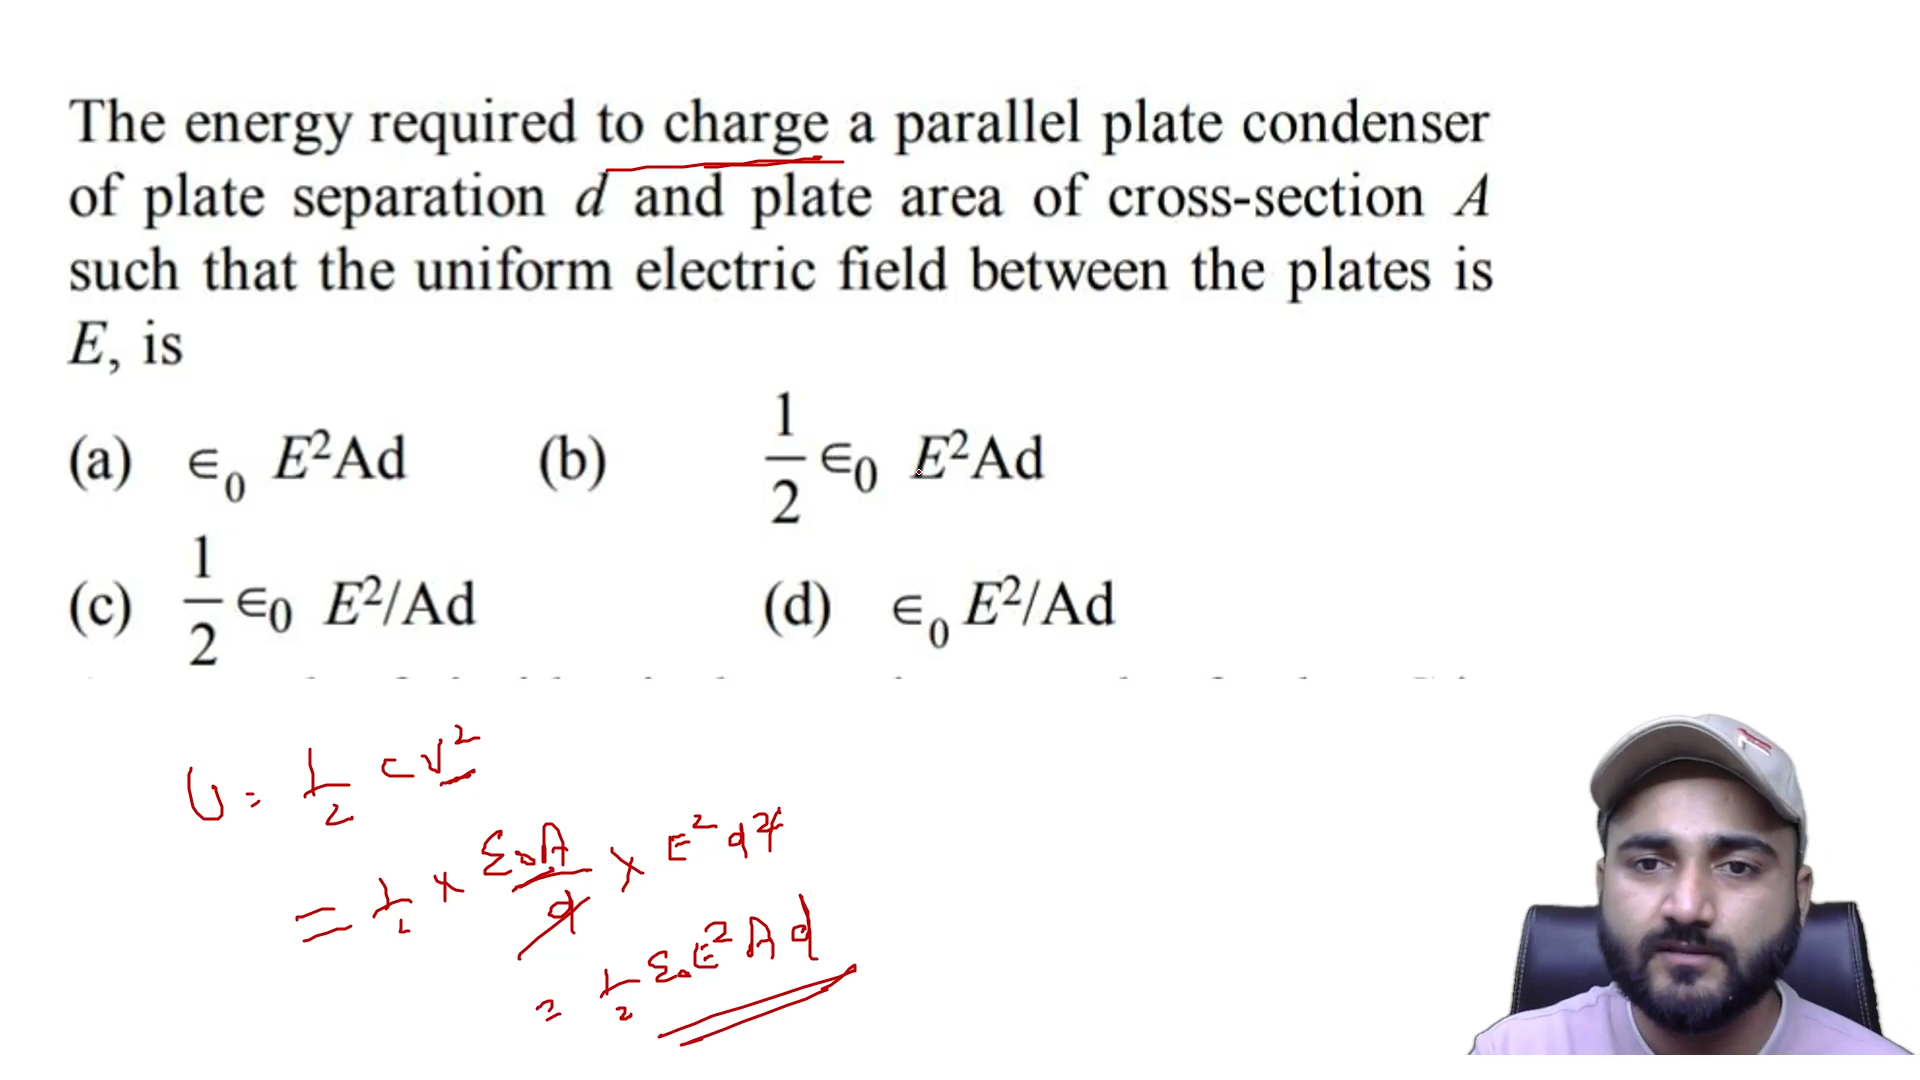 The energy required to charge a parallel plate condenser
of plate separation d and plate area of cross-section A
such that the uniform electric field between the plates is
E, is
(a) ∈₀ E²Ad (b) 1/2 ∈₀ E²Ad
(c) 1/2 ∈₀ E²/Ad (d) ∈₀ E²/Ad
U = 1/2 CV²
= 1/2 × ε₀A/d × E²d²
= 1/2 ε₀E²Ad